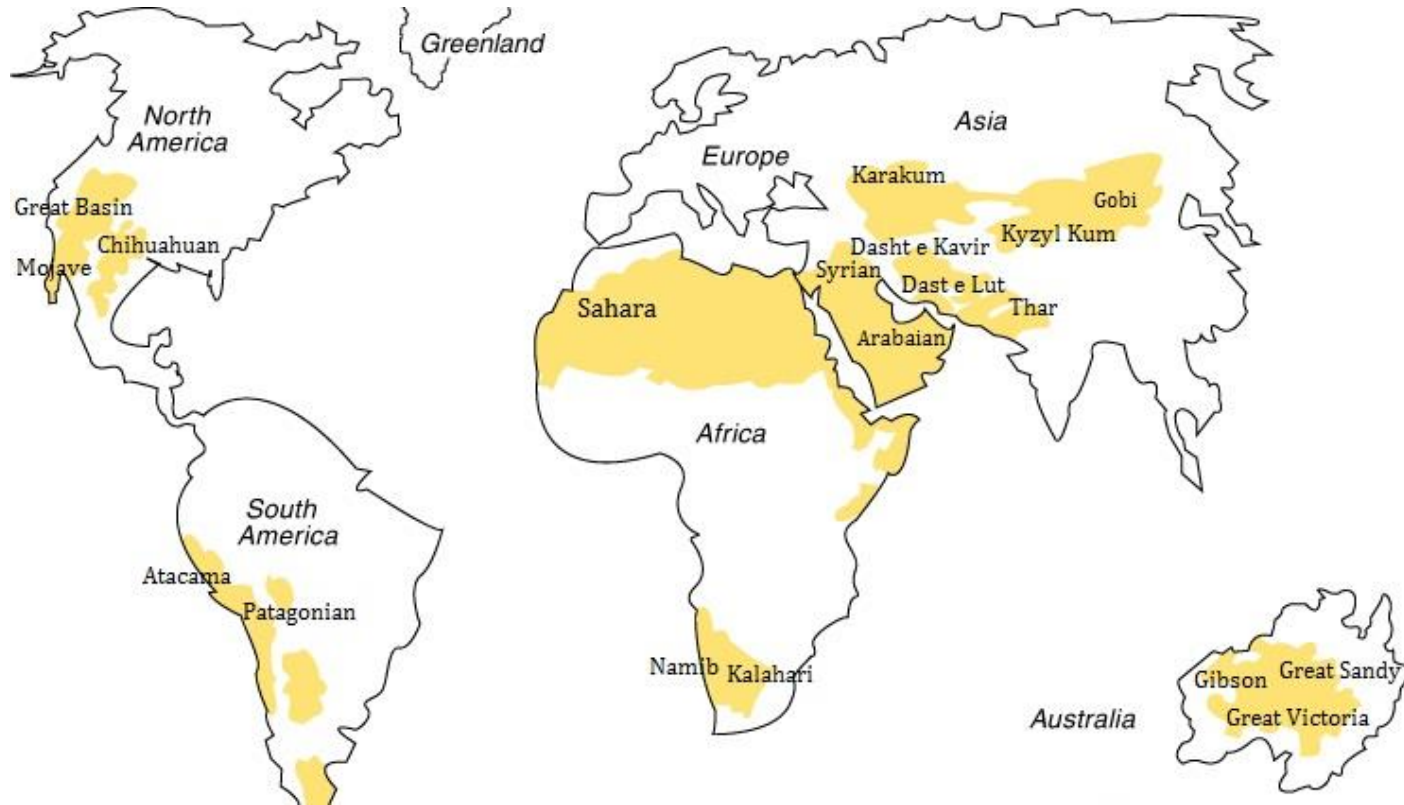 Greenland
North
America
Asia
Europe
Karakum
Gobi
Great Basin
Chihuahuan
Kyzyl Kum
Mojave
Dasht e Kavir
Syrian
Dast e Lut
Sahara
Thar
Arabaian
Africa
South
America
Atacama
Patagonian
Namib
Kalahari
Gibson
Great Sandy
Australia
Great Victoria